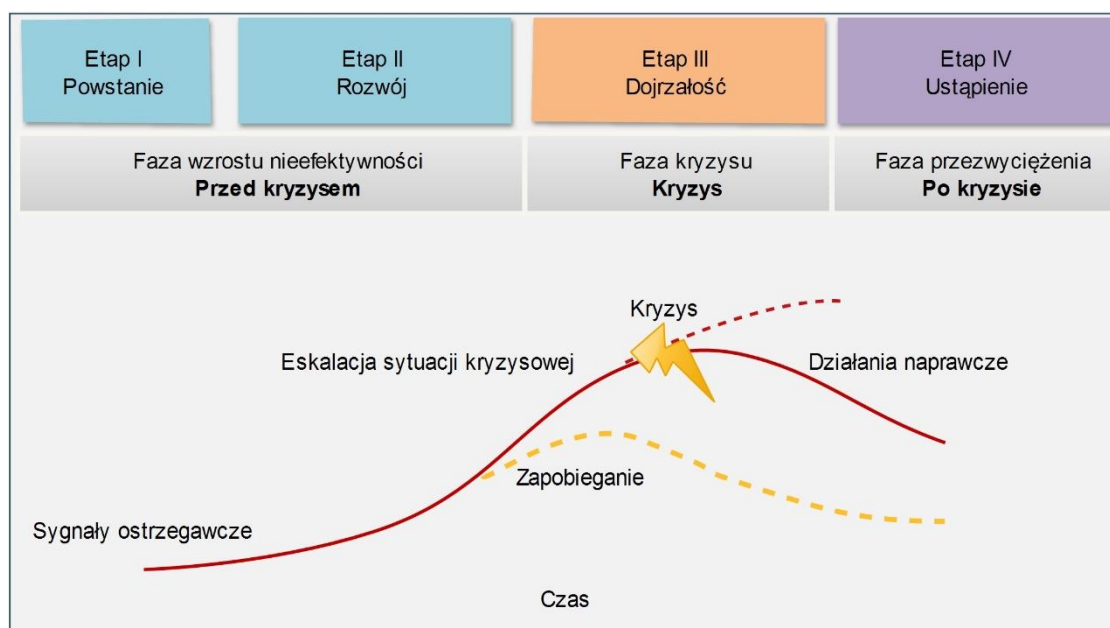 Etap I
Powstanie
Etap II
Rozwój
Etap III
Dojrzałość
Etap IV
Ustąpienie
Faza wzrostu nieefektywności
Przed kryzysem
Faza kryzysu
Kryzys
Faza przezwyciężenia
Po kryzysie
Kryzys
Eskalacja sytuacji kryzysowej
Działania naprawcze
Zapobieganie
Sygnały ostrzegawcze
Czas